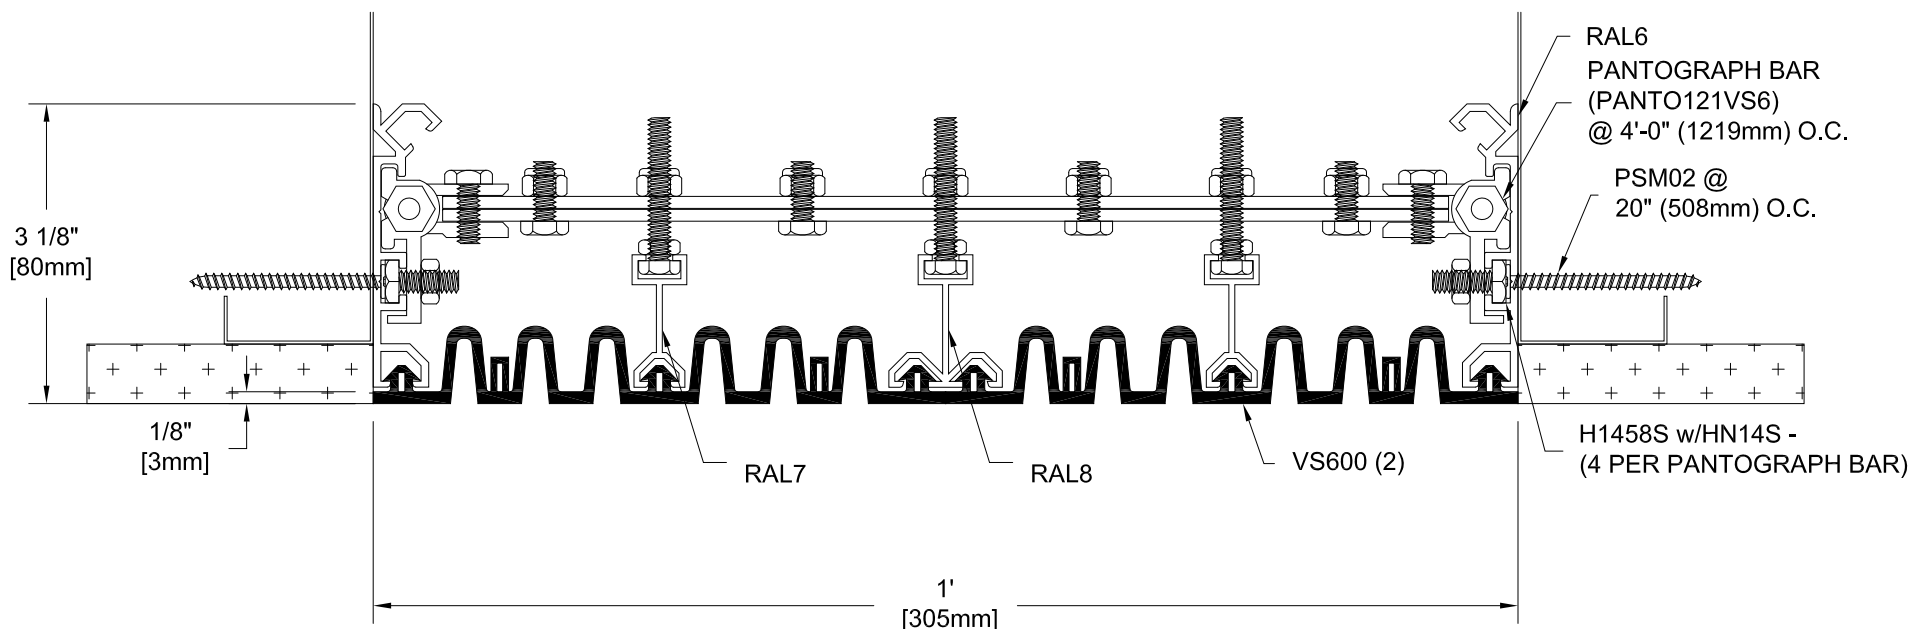 RAL6
PANTOGRAPH BAR
(PANTO121VS6)
@ 4'-0" (1219mm) O.C.
PSM02 @
20" (508mm) O.C.
3 1/8"
[80mm]
1/8"
[3mm]
RAL7
RAL8
VS600 (2)
H1458S w/HN14S -
(4 PER PANTOGRAPH BAR)
1'
[305mm]